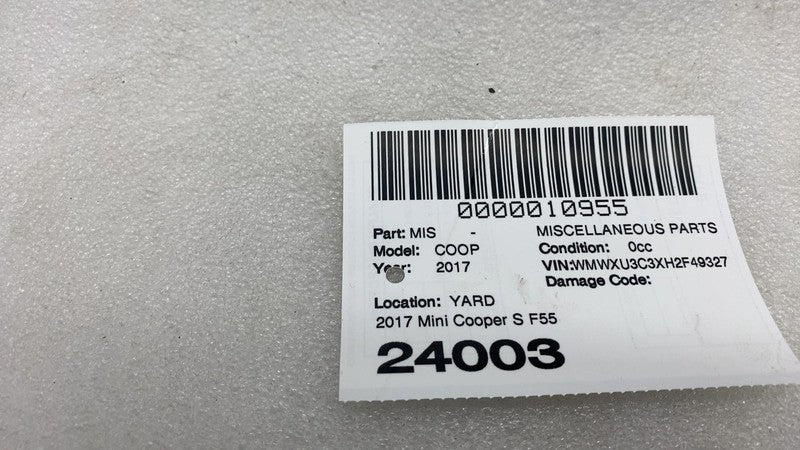 0000010955
Part: MIS - MISCELLANEOUS PARTS
Model: COOP Condition: 0cc
Year: 2017 VIN:WMWXU3C3XH2F49327
Damage Code:
Location: YARD
2017 Mini Cooper S F55
24003